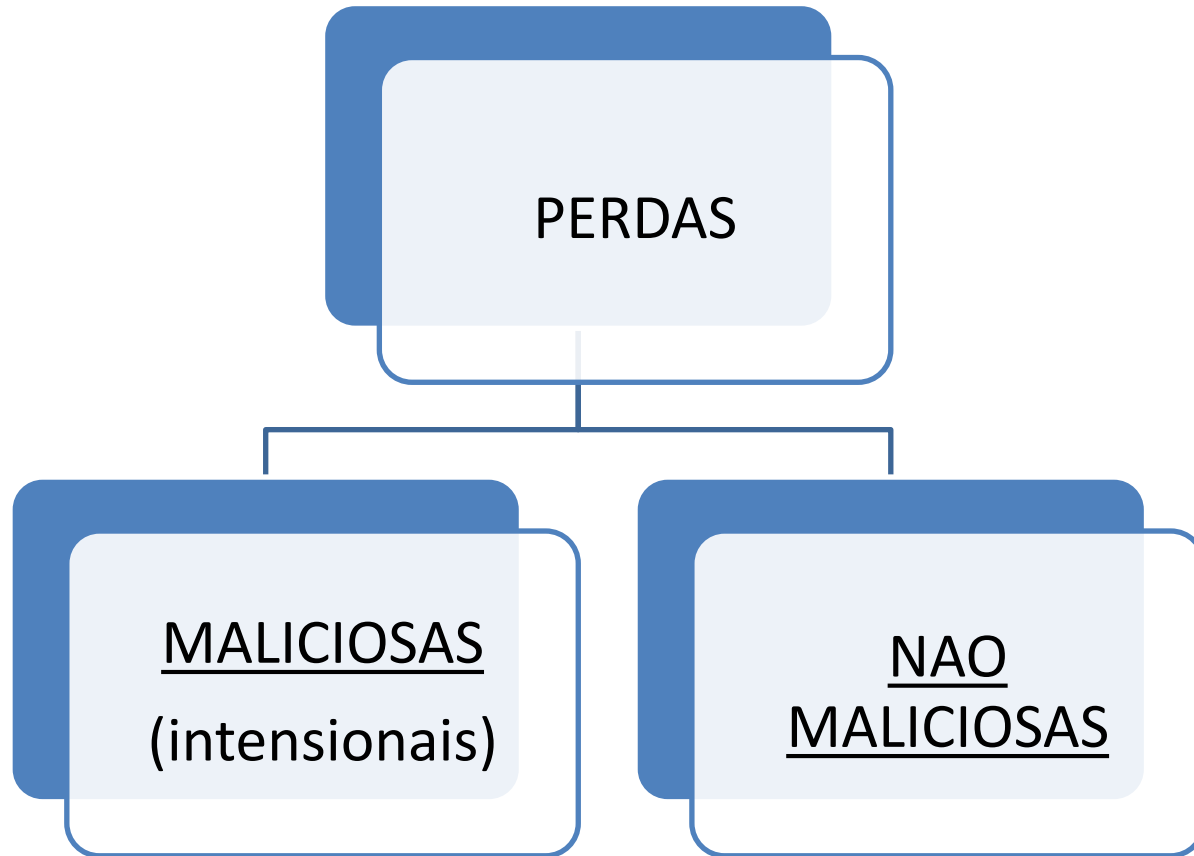 PERDAS
MALICIOSAS
(intensionais)
NAO
MALICIOSAS